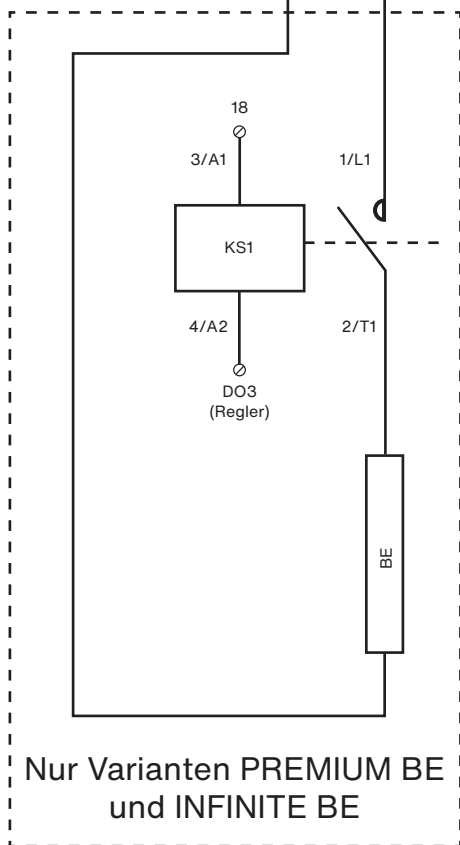 18
3/A1
1/L1
KS1
4/A2
2/T1
DO3
(Regler)
BE
Nur Varianten PREMIUM BE
und INFINITE BE